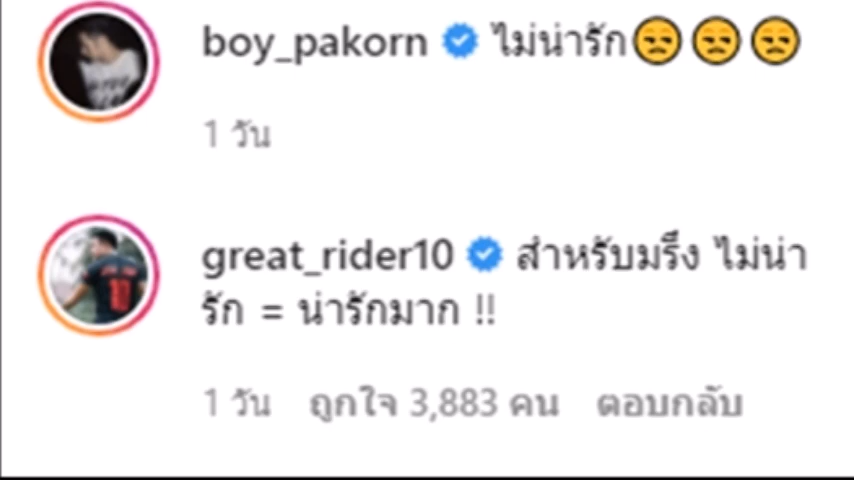 boy_pakorn ไม่น่ารัก😒😒😒
1 วัน
great_rider10 สำหรับมรึง ไม่น่า
รัก = น่ารักมาก !!
1 วัน ถูกใจ 3,883 คน ตอบกลับ